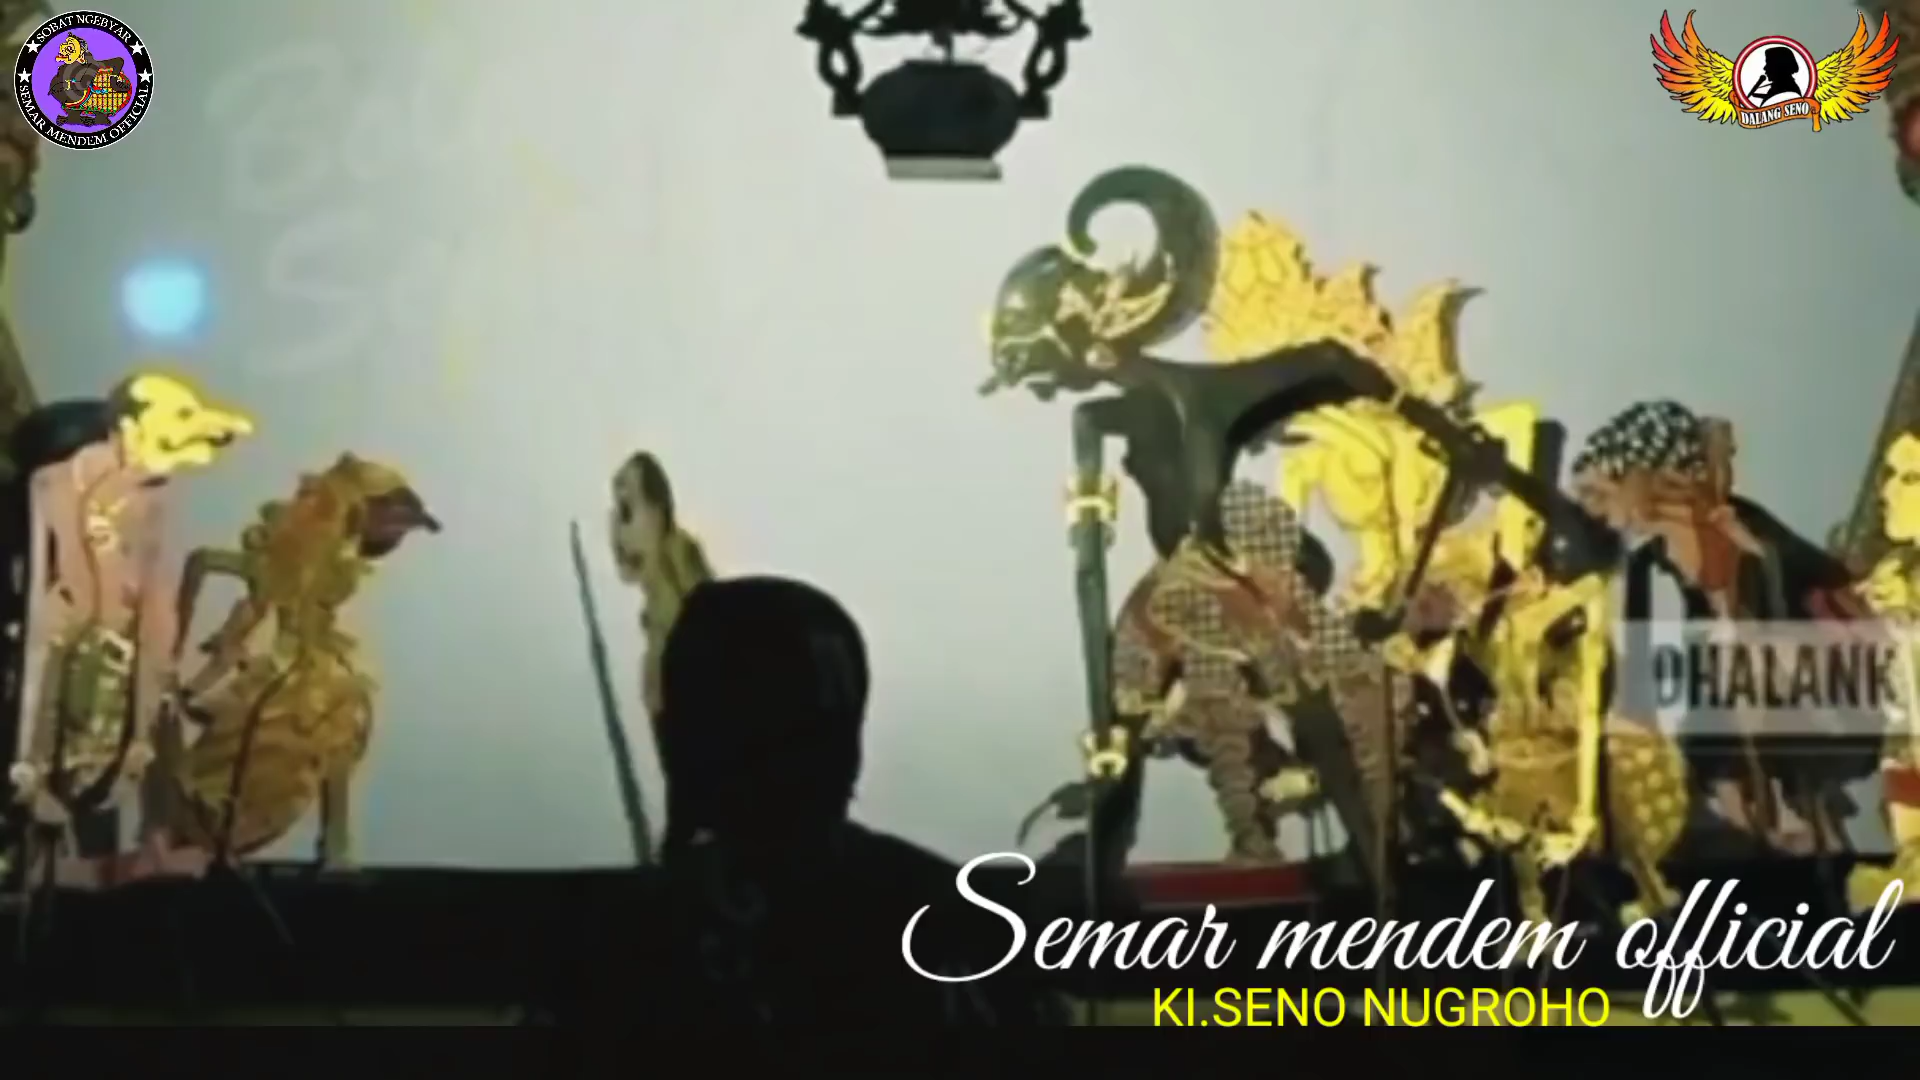 SOBAT NGEBYAR
SEMAR MENDEM OFFICIAL
DALANG SENO
DHALANK
Semar mendem official
KI.SENO NUGROHO